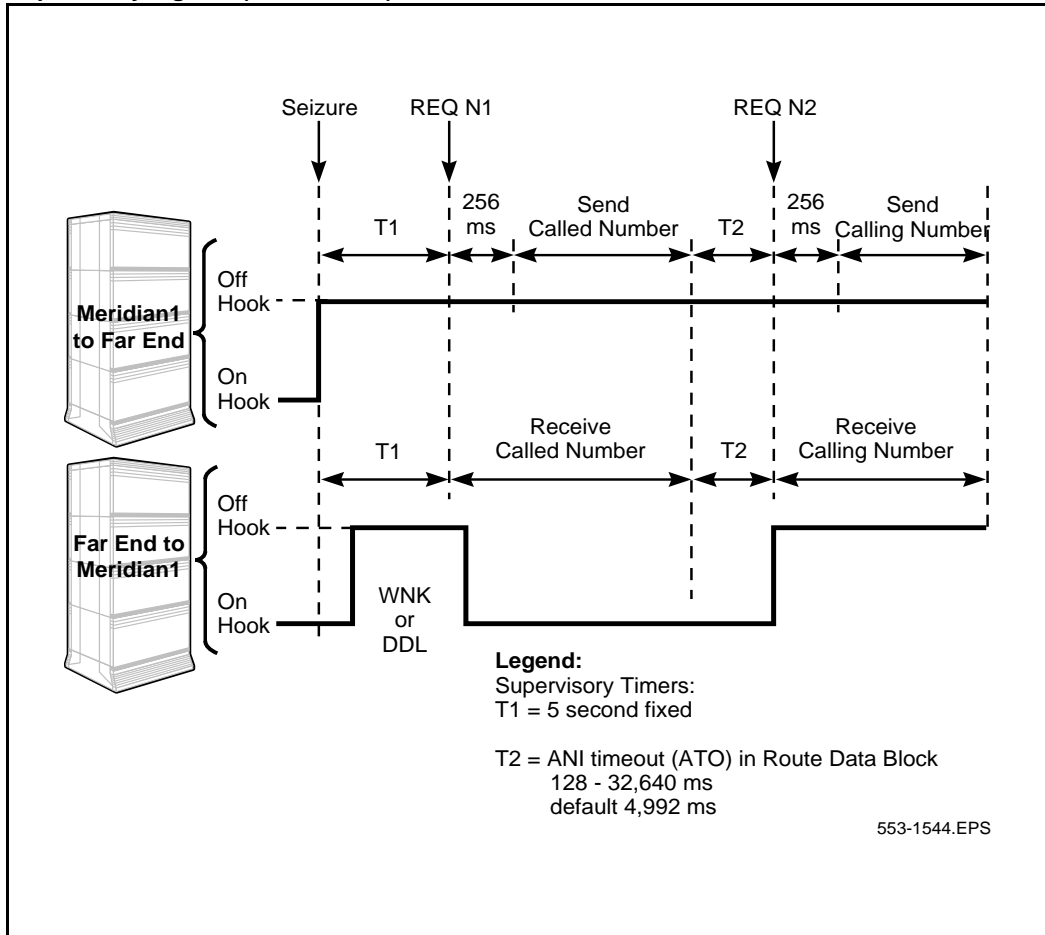 Seizure
REQ N1
REQ N2
T1
256
ms
Send
Called Number
T2
256
ms
Send
Calling Number
Off
Hook
Meridian1
to Far End
On
Hook
T1
Receive
Called Number
T2
Receive
Calling Number
Off
Hook
Far End to
Meridian1
On
Hook
WNK
or
DDL
Legend:
Supervisory Timers:
T1 = 5 second fixed
T2 = ANI timeout (ATO) in Route Data Block
128 - 32,640 ms
default 4,992 ms
553-1544.EPS